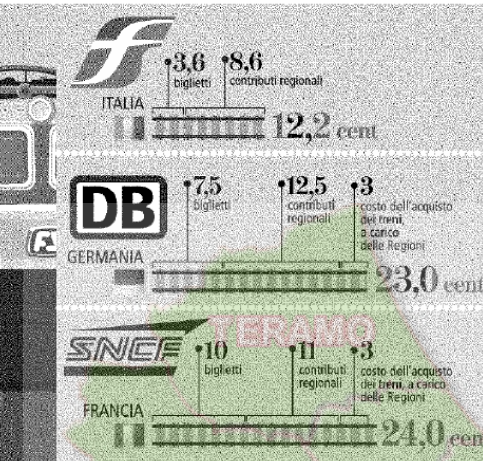 3,6 8,6
biglietti contributi regionali
ITALIA
12,2 cent
DB
7,5 12,5 3
biglietti contributi regionali costo dell'acquisto dei treni, a carico delle Regioni
GERMANIA
23,0 cent
TERAMO
SNCF
10 11 3
biglietti contributi regionali costo dell'acquisto dei treni, a carico delle Regioni
FRANCIA
24,0 cen